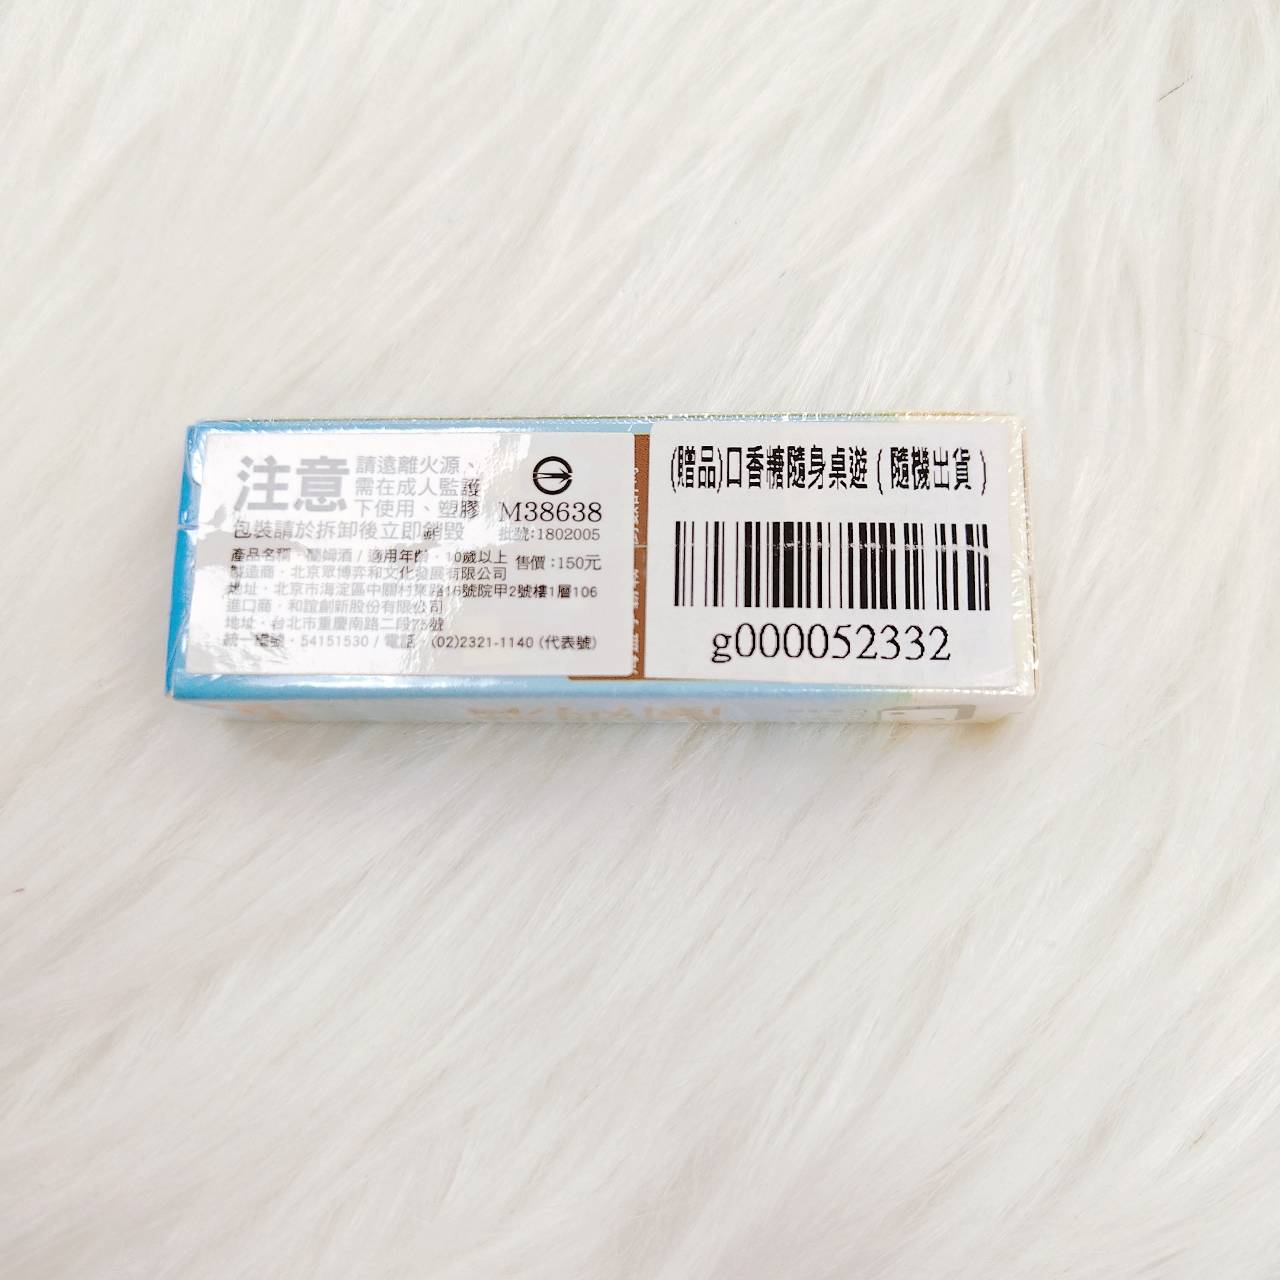 注意
請遠離火源、
需在成人監護
下使用、塑膠
包裝請於拆卸後立即銷毀
M38638
批號:1802005
產品名稱:蘭姆酒 / 適用年齡:10歲以上 售價:150元
製造商:北京眾博弈和文化發展有限公司
地址:北京市海淀區中關村東路16號院甲2號樓1層106
進口商:和誼創新股份有限公司
地址:台北市重慶南路二段75號
統一編號:54151530 / 電話:(02)2321-1140 (代表號)
(贈品)口香糖隨身桌遊 ( 隨機出貨 )
g000052332